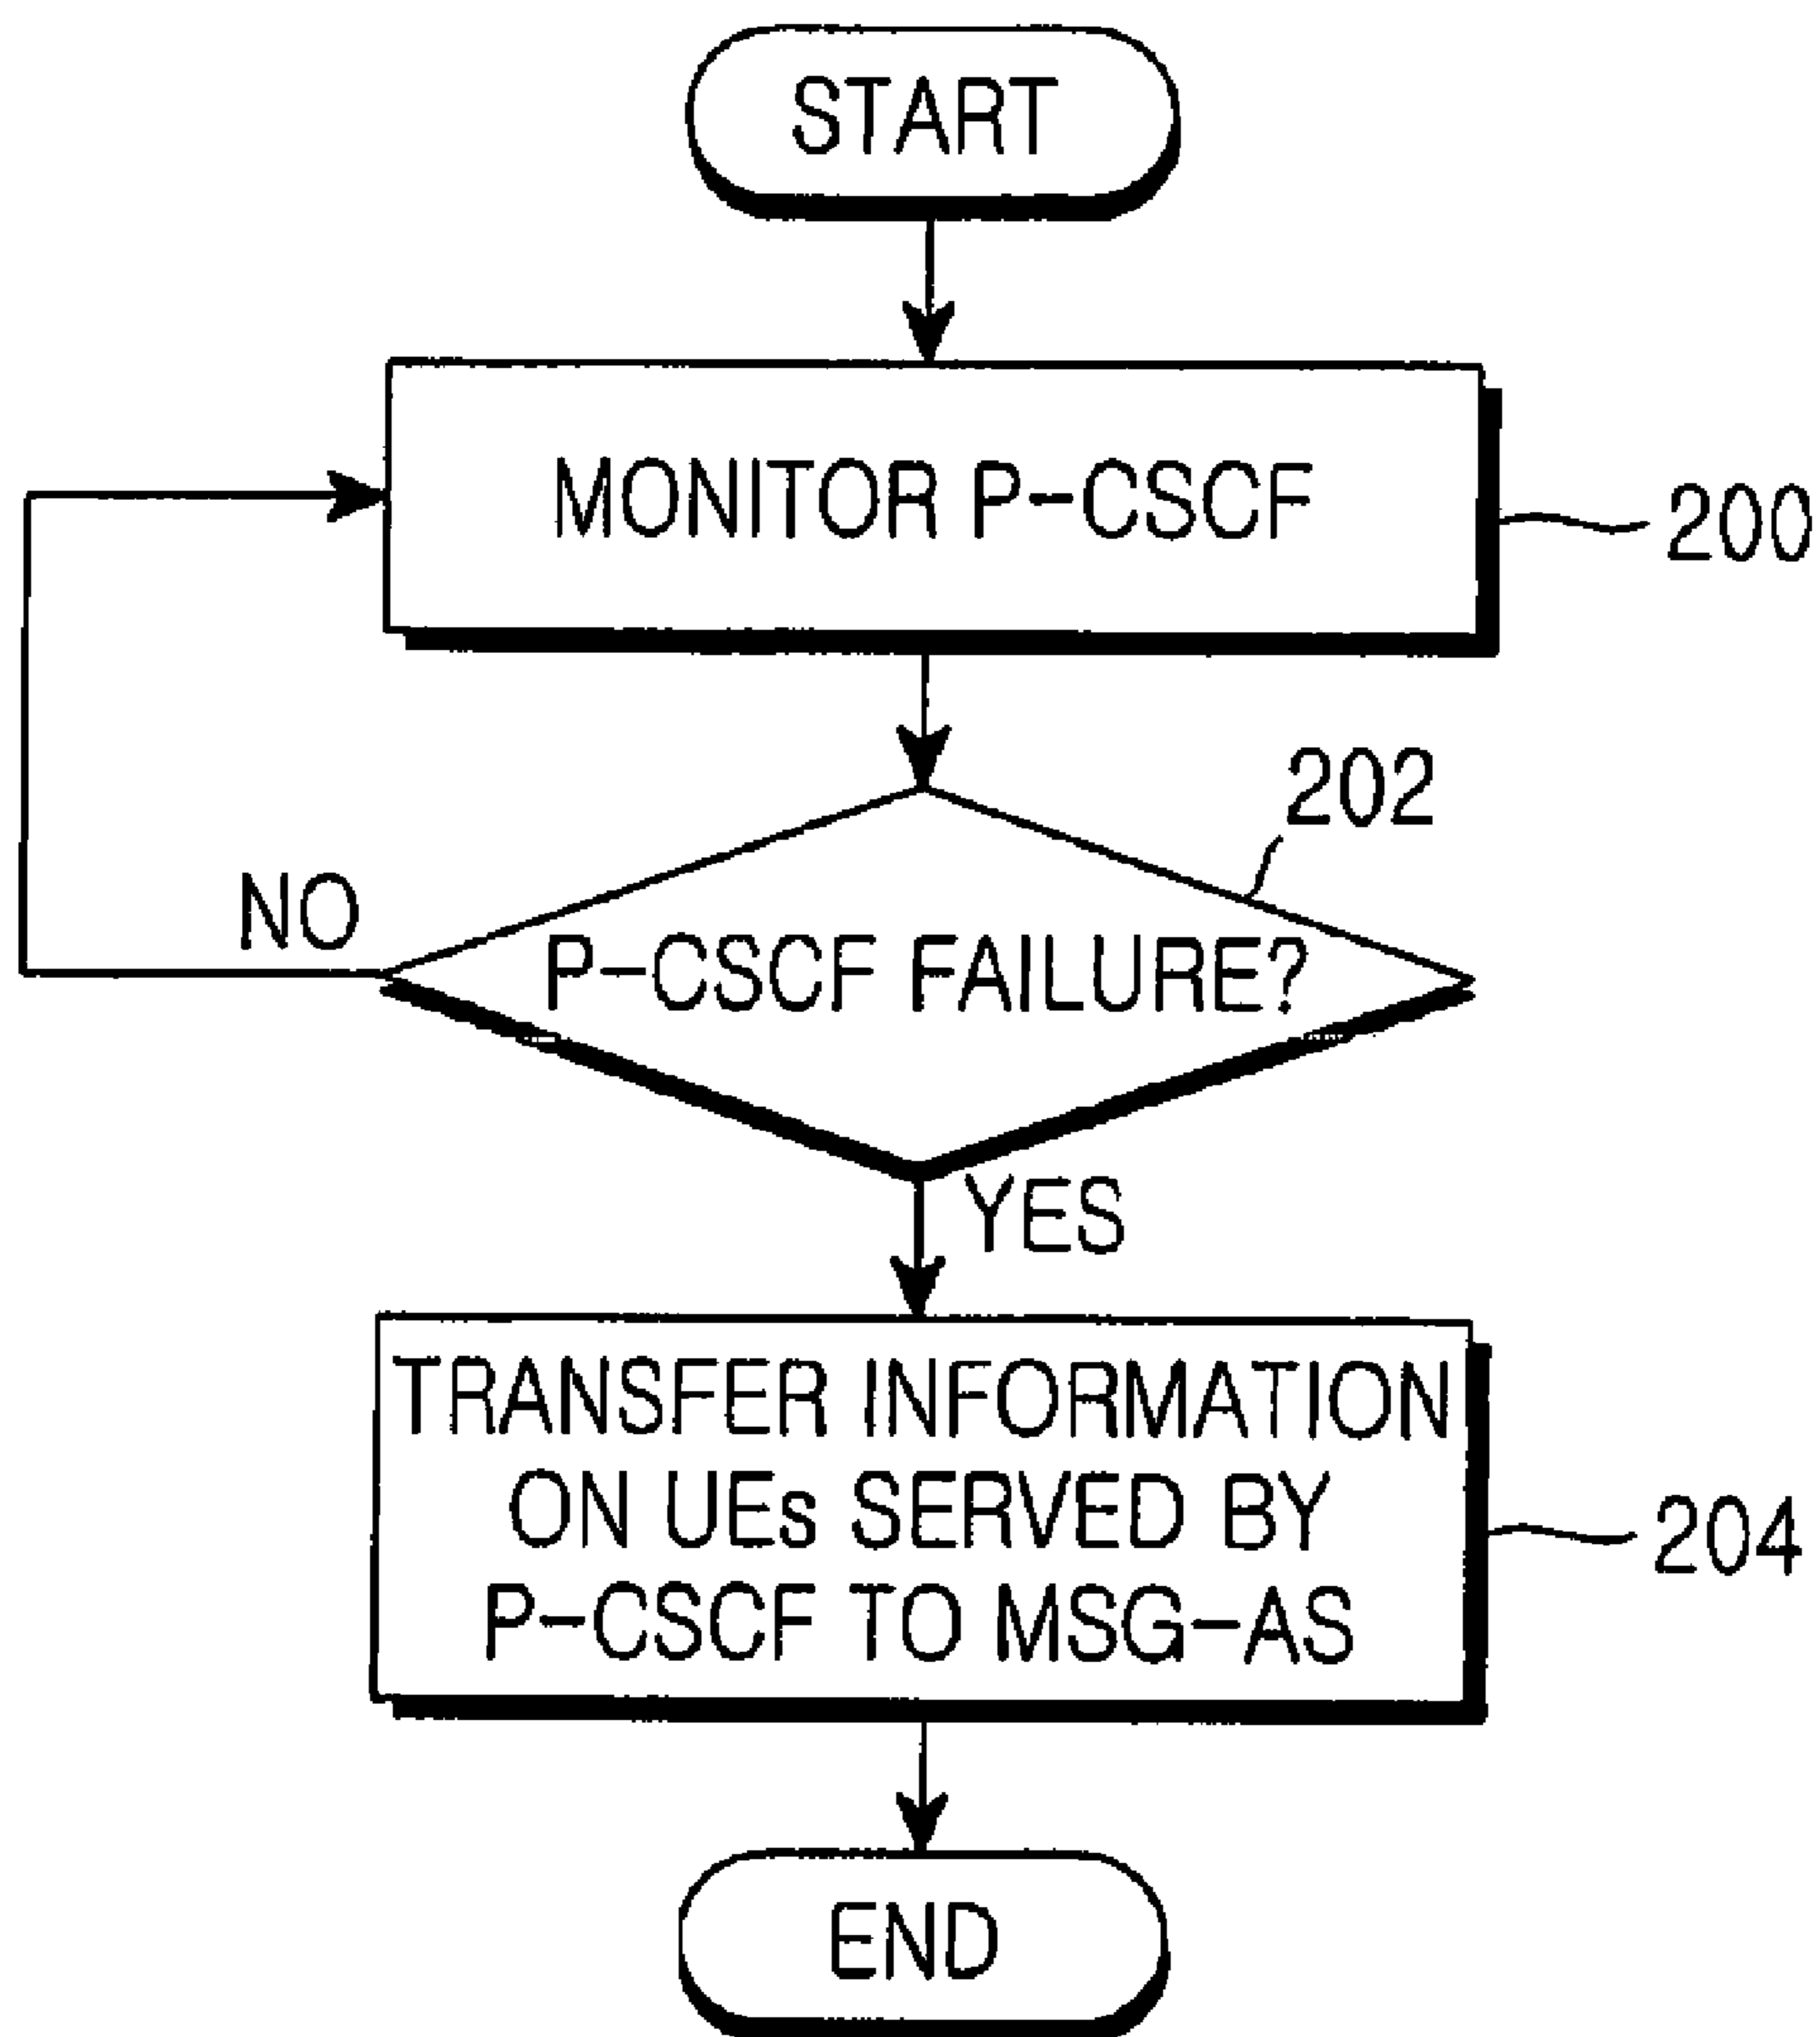 START
MONITOR P-CSCF
200
202
NO
P-CSCF FAILURE?
YES
TRANSFER INFORMATION
ON UEs SERVED BY
P-CSCF TO MSG-AS
204
END